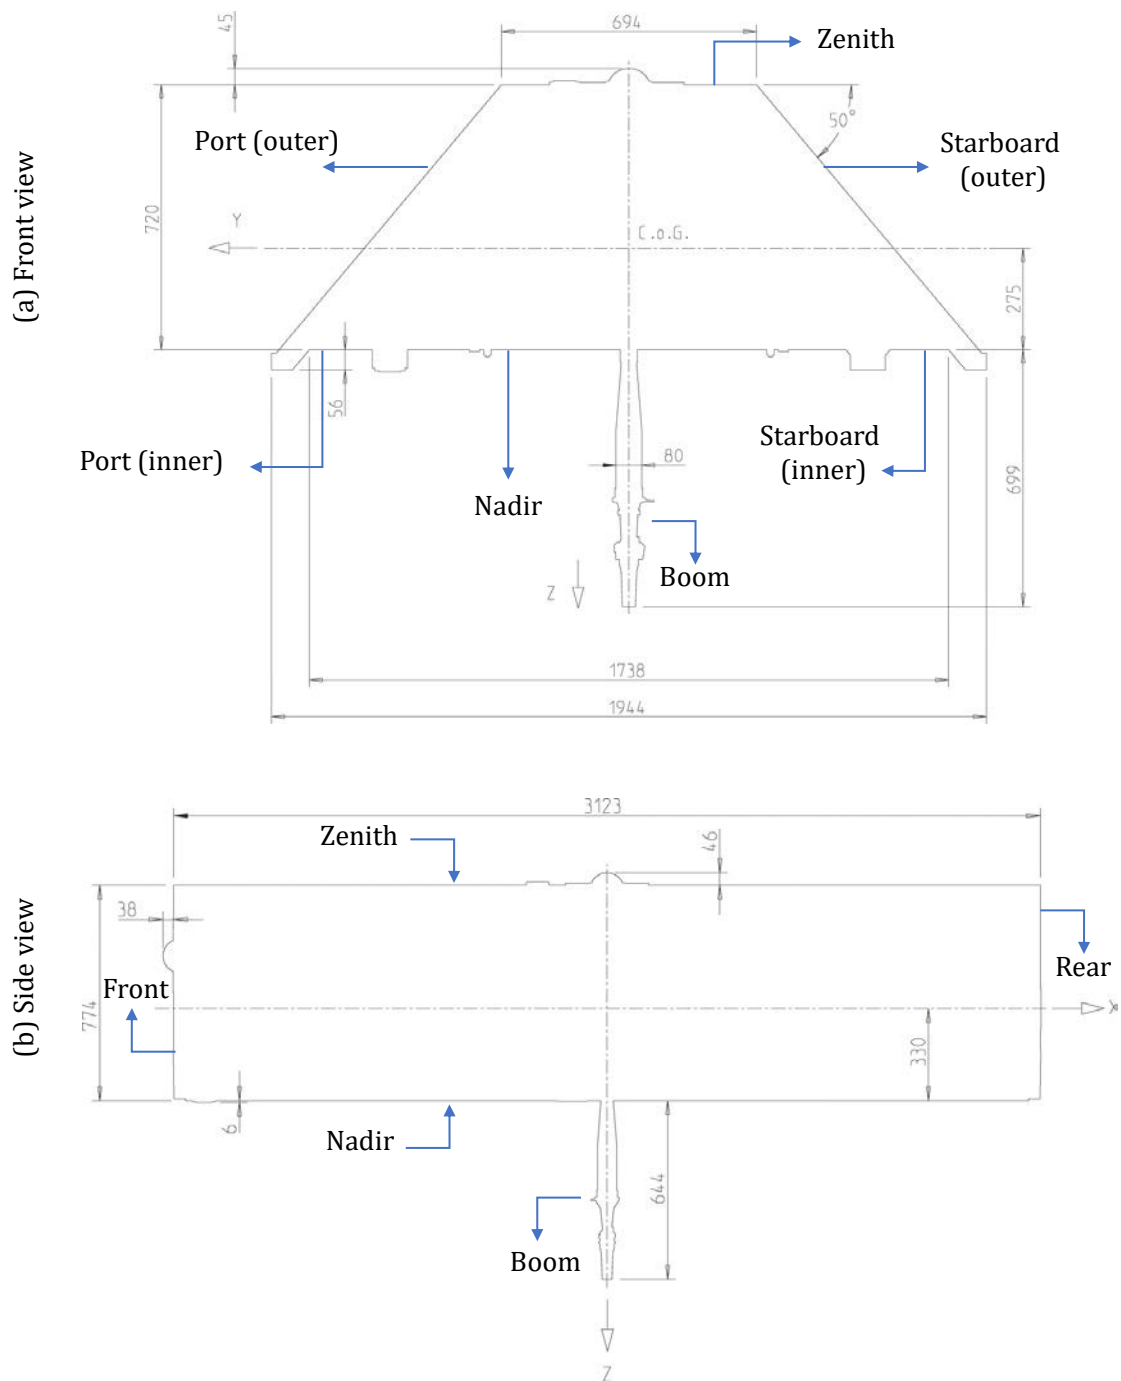 45
694
Zenith
50°
Port (outer)
Starboard
(outer)
(a) Front view
720
Y
C.o.G.
275
56
Port (inner)
Starboard
(inner)
80
699
Nadir
Boom
Z
1738
1944
3123
Zenith
46
38
(b) Side view
Rear
Front
774
X
330
6
Nadir
644
Boom
Z